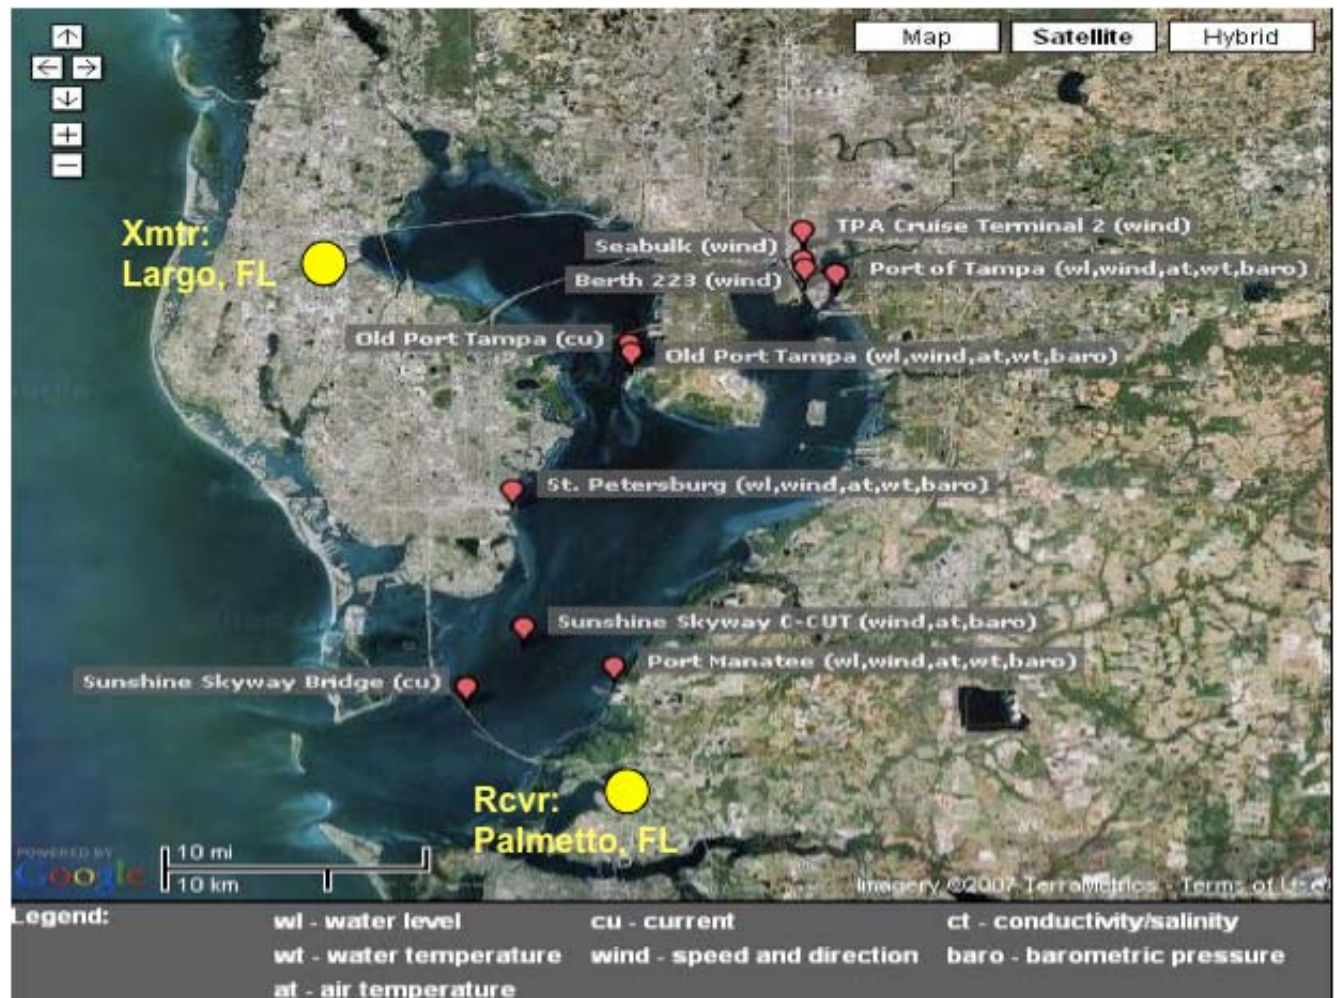 Map Satellite Hybrid
Xmtr:
Largo, FL
TPA Cruise Terminal 2 (wind)
Seabulk (wind)
Port of Tampa (wl,wind,at,wt,baro)
Berth 223 (wind)
Old Port Tampa (cu)
Old Port Tampa (wl,wind,at,wt,baro)
St. Petersburg (wl,wind,at,wt,baro)
Sunshine Skyway C-CUT (wind,at,baro)
Port Manatee (wl,wind,at,wt,baro)
Sunshine Skyway Bridge (cu)
Rcvr:
Palmetto, FL
POWERED BY
Google
10 mi
10 km
Imagery ©2007 TerraMetrics - Terms of Use
Legend:
wl - water level cu - current ct - conductivity/salinity
wt - water temperature wind - speed and direction baro - barometric pressure
at - air temperature